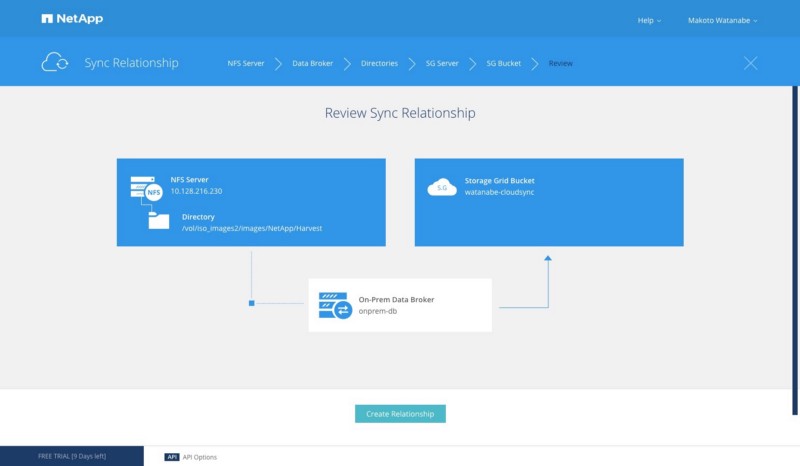 NetApp
Help
Makoto Watanabe
Sync Relationship
NFS Server
Data Broker
Directories
SG Server
SG Bucket
Review
Review Sync Relationship
NFS
NFS Server
10.128.216.230
Directory
/vol/iso_images2/images/NetApp/Harvest
S.G
Storage Grid Bucket
watanabe-cloudsync
On-Prem Data Broker
onprem-db
Create Relationship
FREE TRIAL [9 Days left]
API API Options